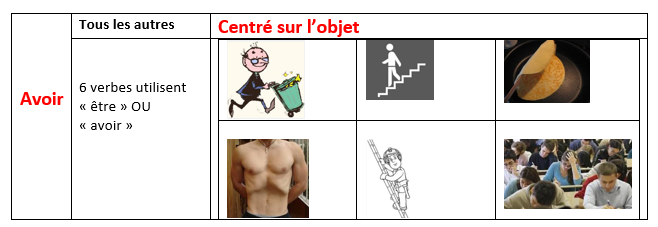 Tous les autres
Centré sur l’objet
Avoir
6 verbes utilisent
« être » OU
« avoir »